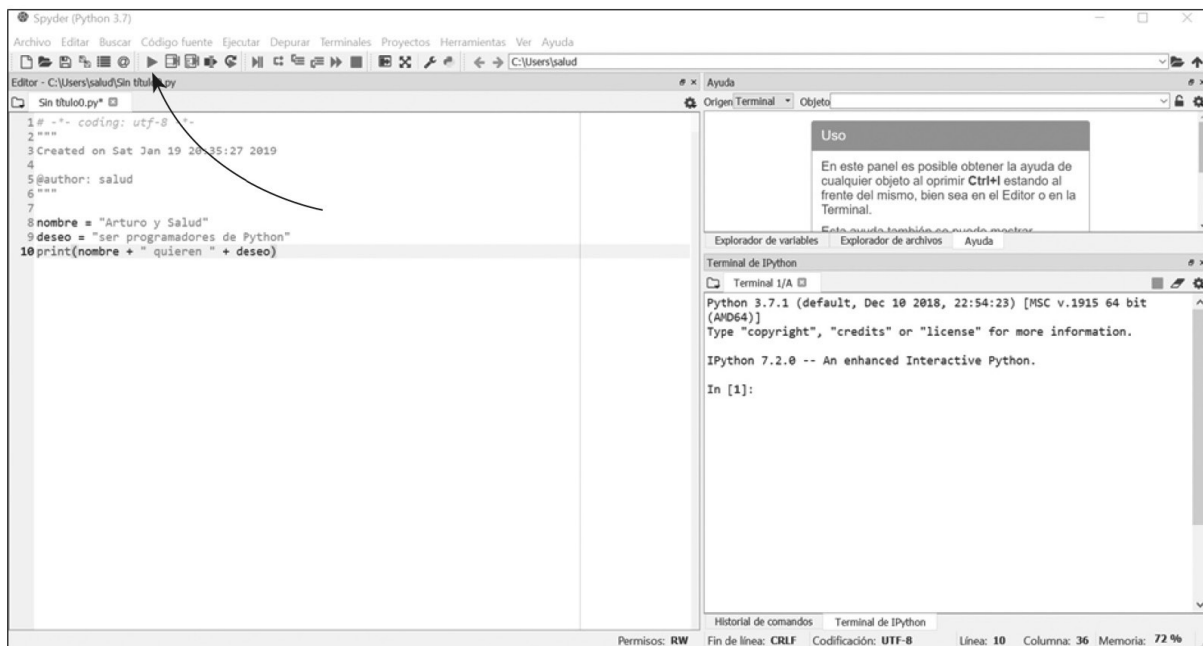 Spyder (Python 3.7)
Archivo Editar Buscar Código fuente Ejecutar Depurar Terminales Proyectos Herramientas Ver Ayuda
C:\Users\salud
Editor - C:\Users\salud\Sin título0.py
Sin título0.py*
1 # -*- coding: utf-8 -*-
2 """
3 Created on Sat Jan 19 20:35:27 2019
4
5 @author: salud
6 """
7
8 nombre = "Arturo y Salud"
9 deseo = "ser programadores de Python"
10 print(nombre + " quieren " + deseo)
Ayuda
Origen Terminal Objeto
Uso
En este panel es posible obtener la ayuda de
cualquier objeto al oprimir Ctrl+I estando al
frente del mismo, bien sea en el Editor o en la
Terminal.
Esta ayuda también se puede mostrar
Explorador de variables Explorador de archivos Ayuda
Terminal de IPython
Terminal 1/A
Python 3.7.1 (default, Dec 10 2018, 22:54:23) [MSC v.1915 64 bit
(AMD64)]
Type "copyright", "credits" or "license" for more information.
IPython 7.2.0 -- An enhanced Interactive Python.
In [1]:
Historial de comandos Terminal de IPython
Permisos: RW Fin de línea: CRLF Codificación: UTF-8 Línea: 10 Columna: 36 Memoria: 72 %